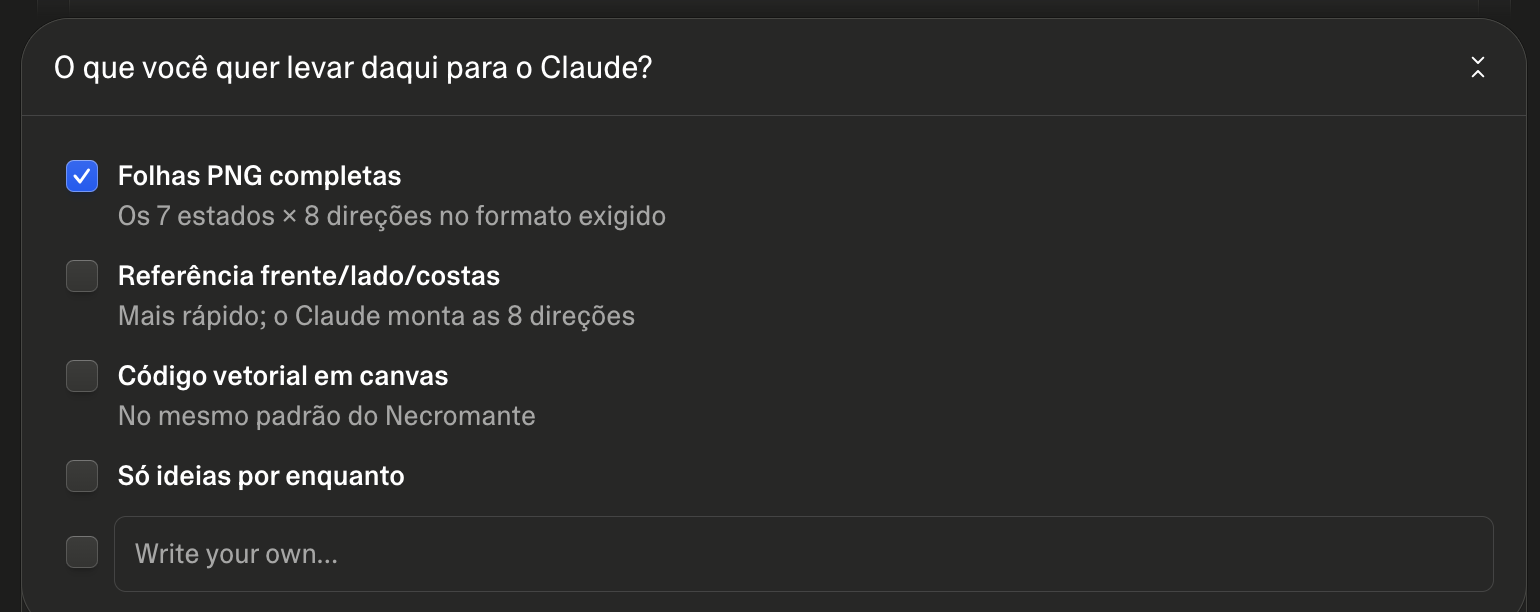 O que você quer levar daqui para o Claude?
Folhas PNG completas
Os 7 estados × 8 direções no formato exigido
Referência frente/lado/costas
Mais rápido; o Claude monta as 8 direções
Código vetorial em canvas
No mesmo padrão do Necromante
Só ideias por enquanto
Write your own...